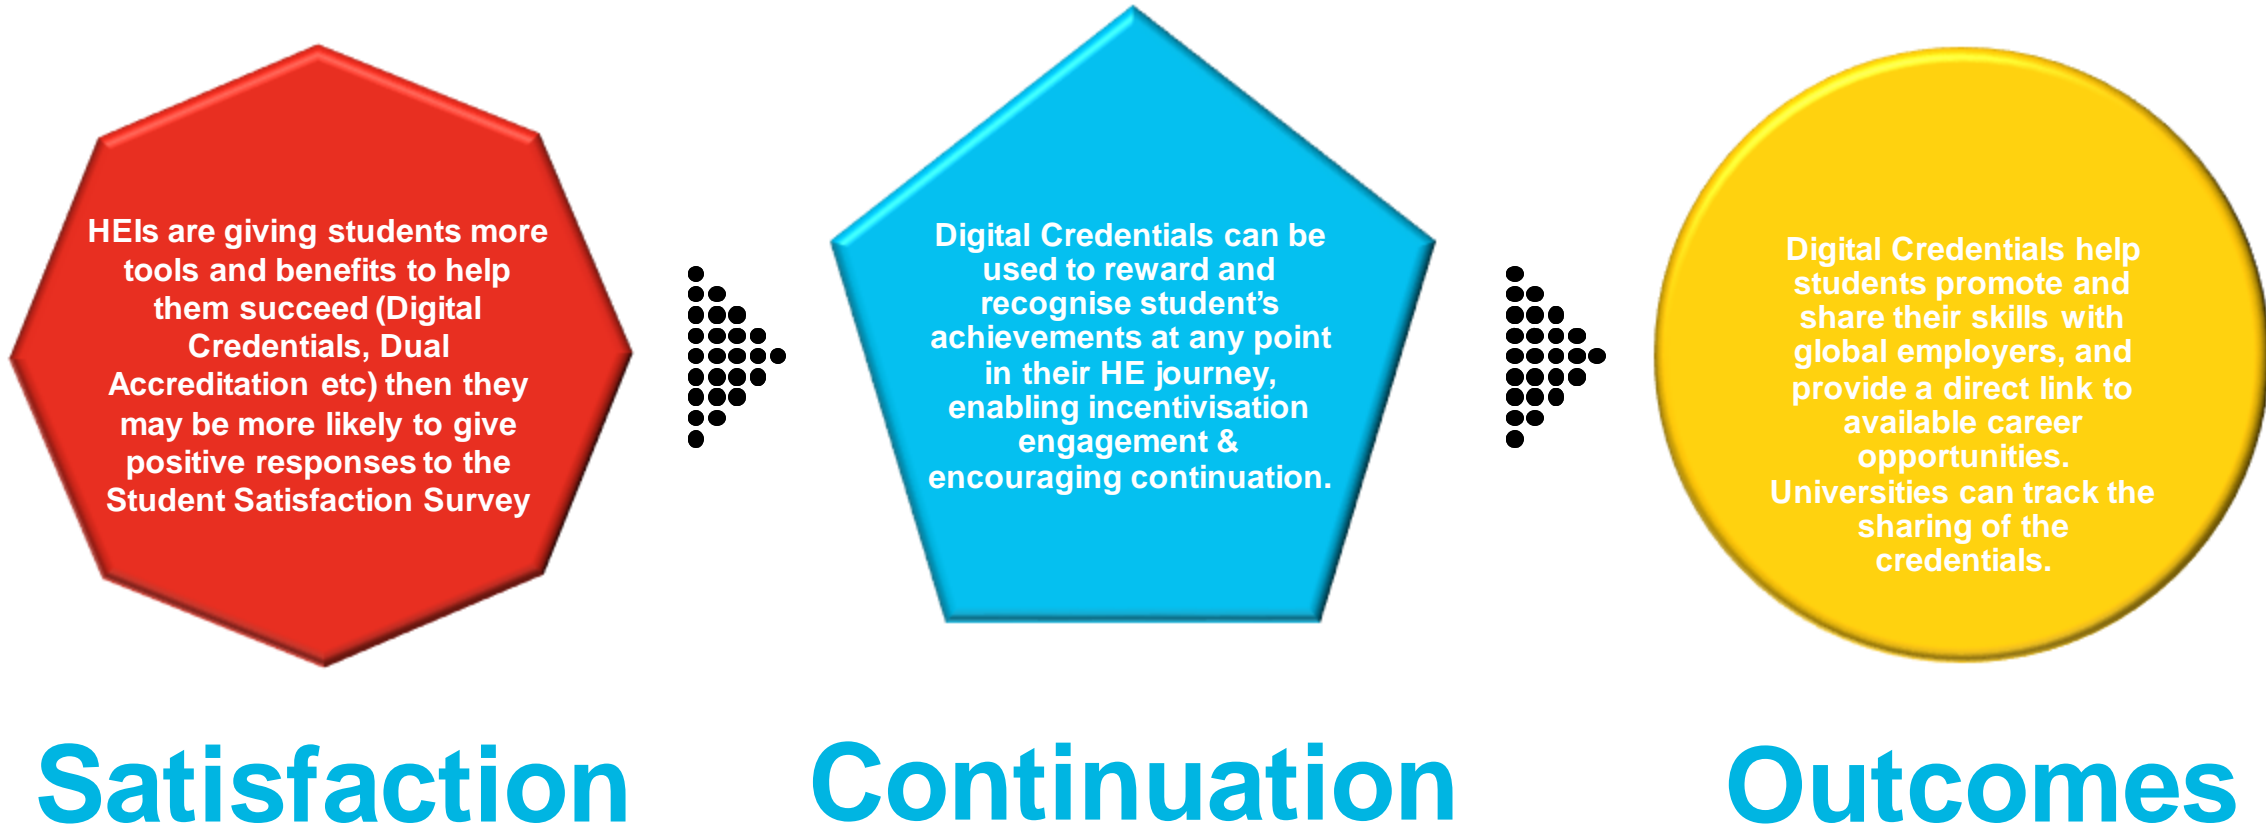 HEIs are giving students more
tools and benefits to help
them succeed (Digital
Credentials, Dual
Accreditation etc) then they
may be more likely to give
positive responses to the
Student Satisfaction Survey
Satisfaction
Digital Credentials can be
used to reward and
recognise student’s
achievements at any point
in their HE journey,
enabling incentivisation
engagement &
encouraging continuation.
Continuation
Digital Credentials help
students promote and
share their skills with
global employers, and
provide a direct link to
available career
opportunities.
Universities can track the
sharing of the
credentials.
Outcomes